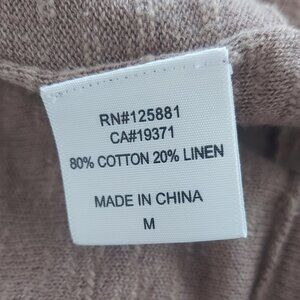 RN#125881
CA#19371
80% COTTON 20% LINEN
MADE IN CHINA
M